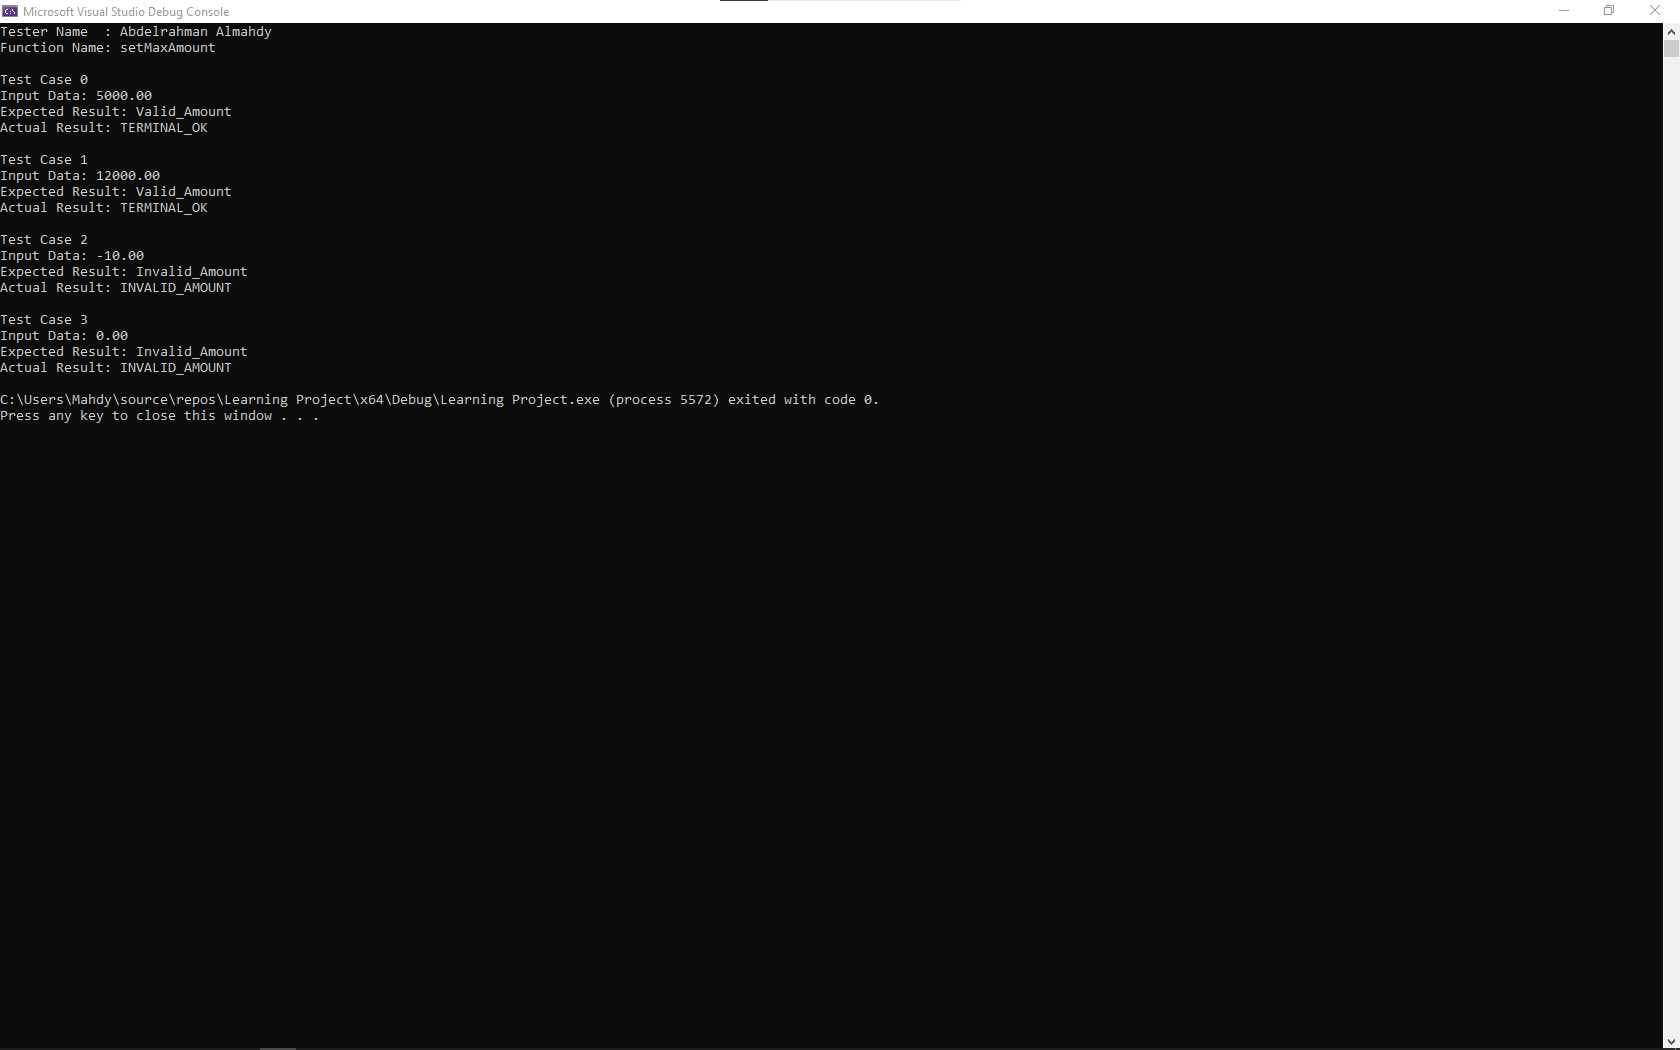 Microsoft Visual Studio Debug Console
Tester Name  : Abdelrahman Almahdy
Function Name: setMaxAmount
Test Case 0
Input Data: 5000.00
Expected Result: Valid_Amount
Actual Result: TERMINAL_OK
Test Case 1
Input Data: 12000.00
Expected Result: Valid_Amount
Actual Result: TERMINAL_OK
Test Case 2
Input Data: -10.00
Expected Result: Invalid_Amount
Actual Result: INVALID_AMOUNT
Test Case 3
Input Data: 0.00
Expected Result: Invalid_Amount
Actual Result: INVALID_AMOUNT
C:\Users\Mahdy\source\repos\Learning Project\x64\Debug\Learning Project.exe (process 5572) exited with code 0.
Press any key to close this window . . .